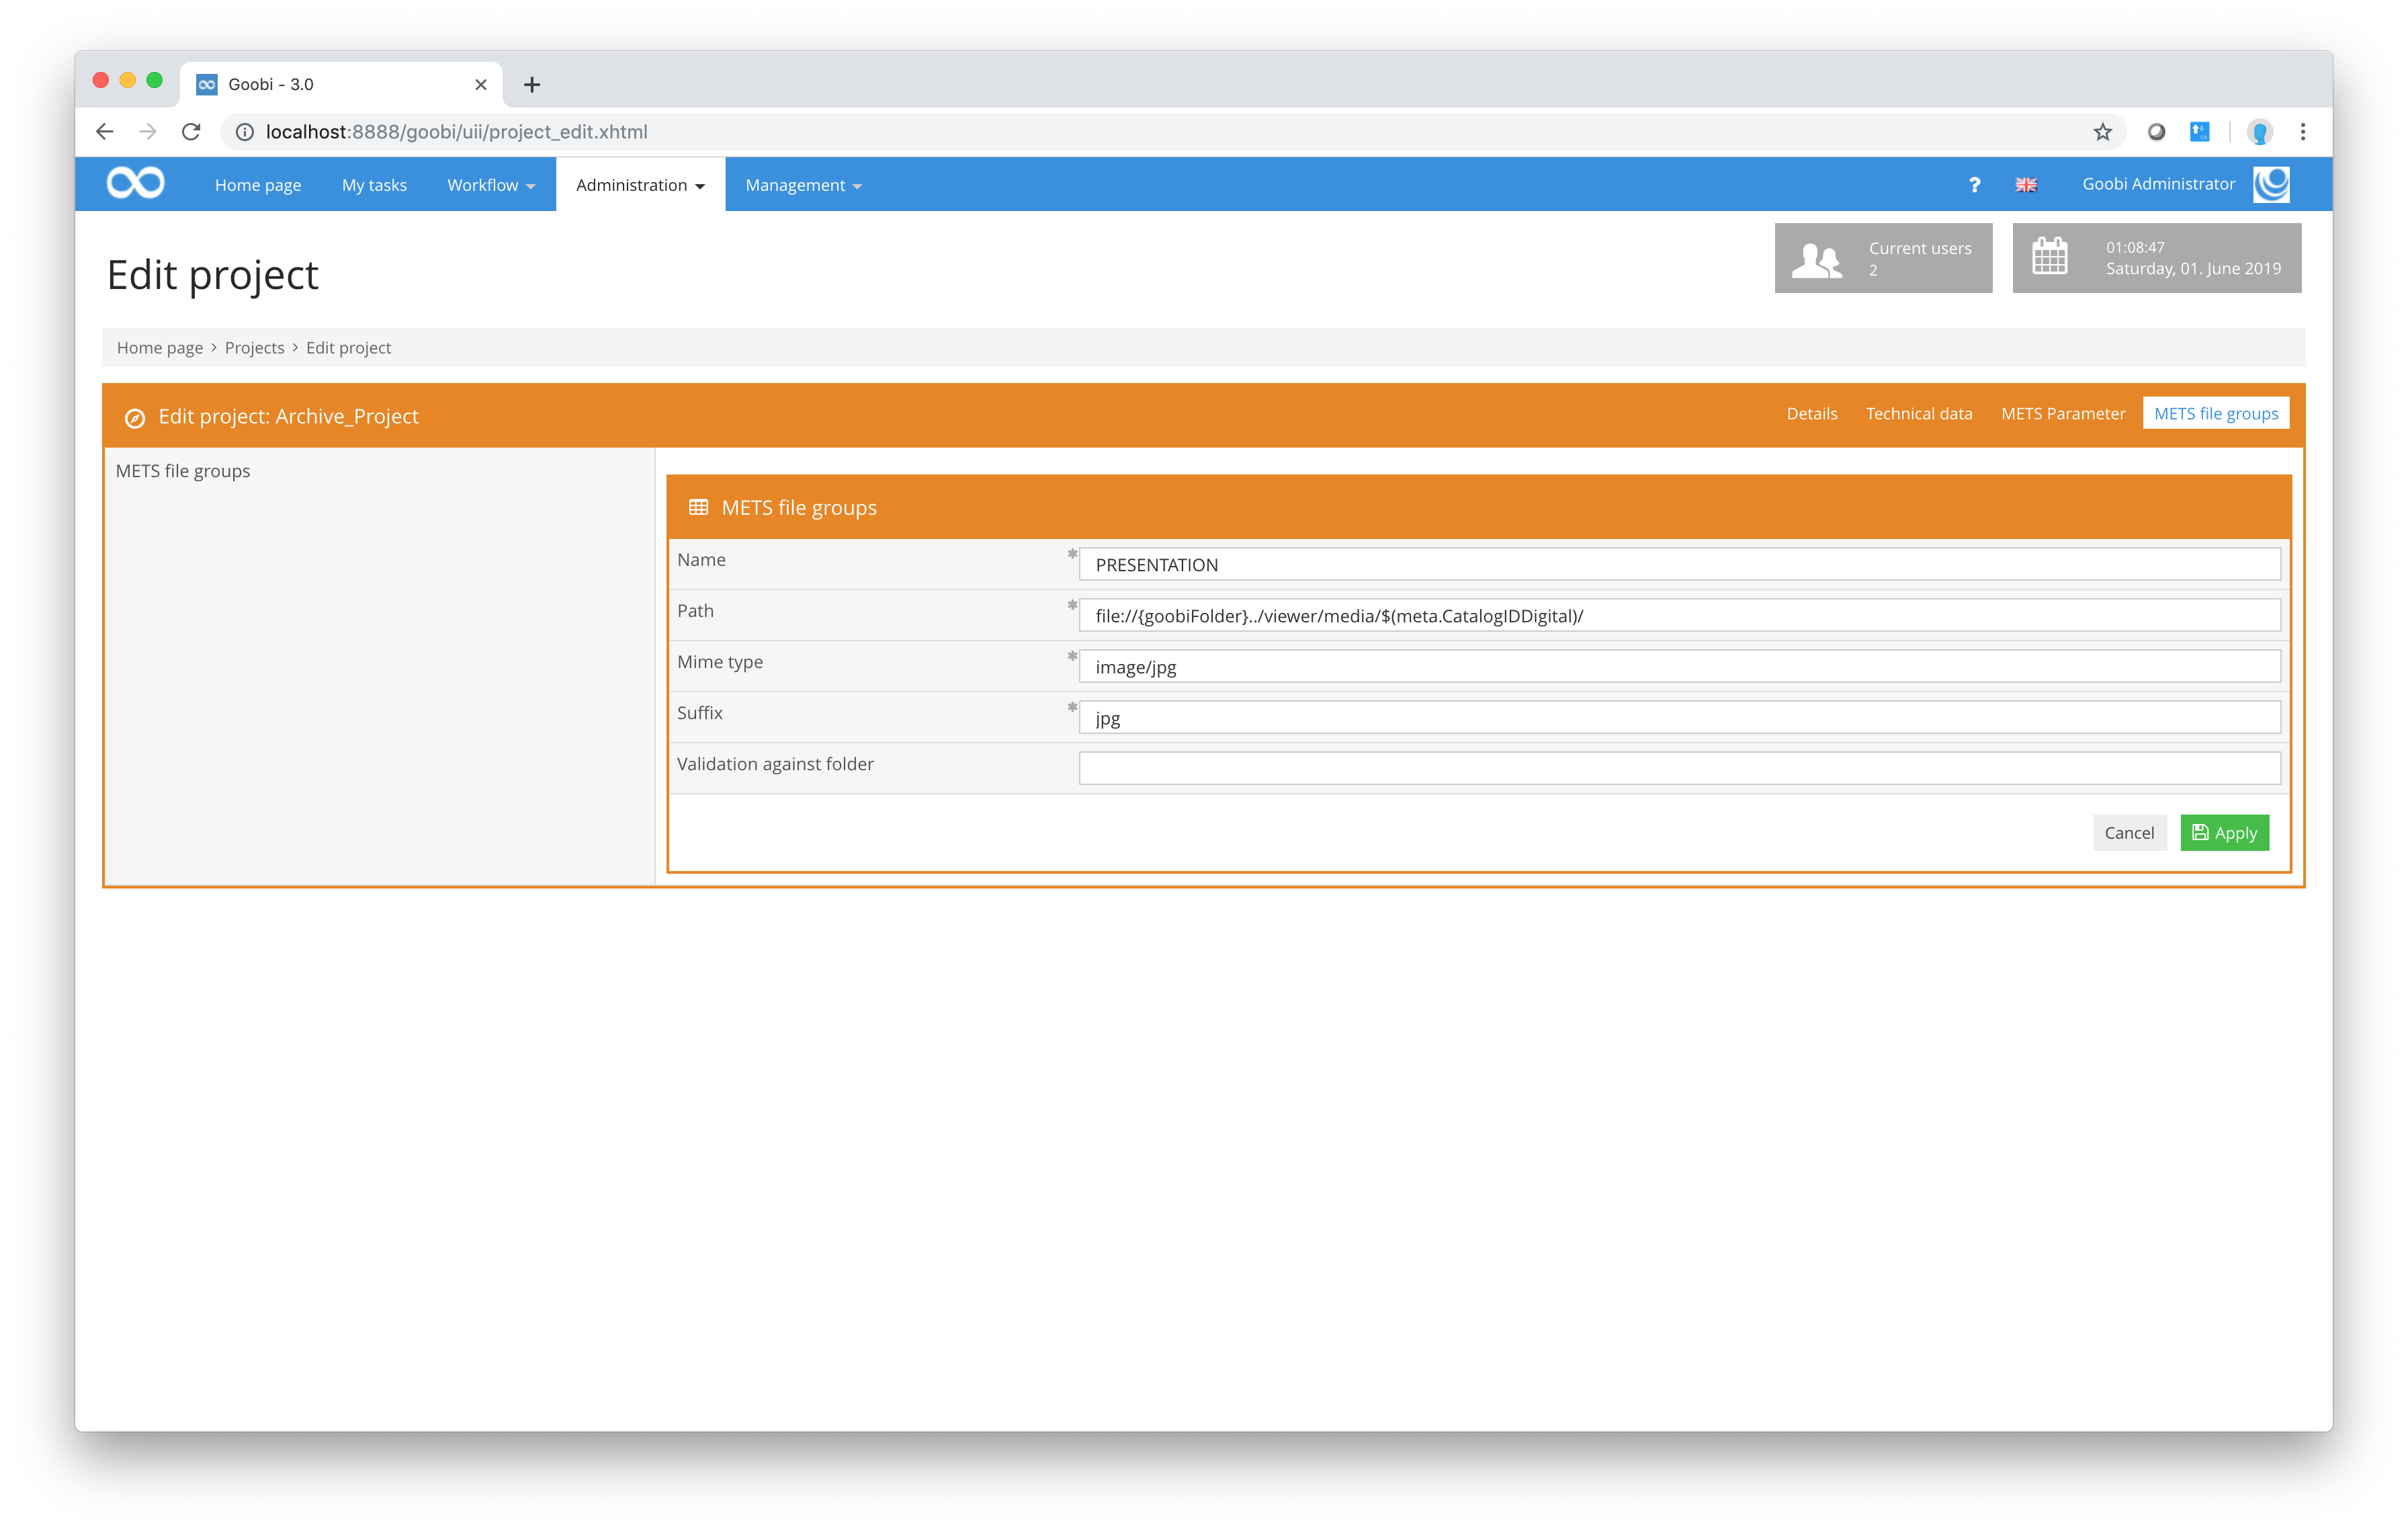 Goobi - 3.0
localhost:8888/goobi/uii/project_edit.xhtml
Home page My tasks Workflow Administration Management ? Goobi Administrator
Edit project
Current users
2
01:08:47
Saturday, 01. June 2019
Home page > Projects > Edit project
Edit project: Archive_Project
Details Technical data METS Parameter METS file groups
METS file groups
METS file groups
Name * PRESENTATION
Path * file://{goobiFolder}../viewer/media/$(meta.CatalogIDDigital)/
Mime type * image/jpg
Suffix * jpg
Validation against folder
Cancel Apply